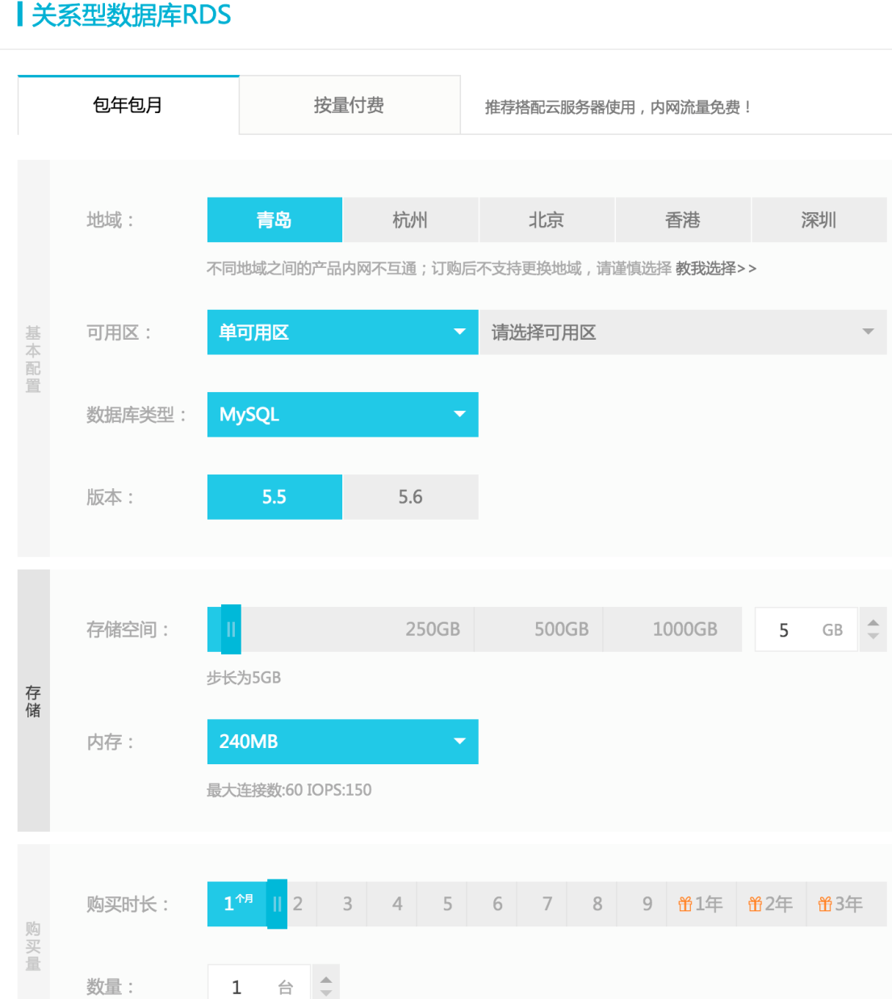 关系型数据库RDS
包年包月 按量付费 推荐搭配云服务器使用，内网流量免费！
基本配置
地域： 青岛 杭州 北京 香港 深圳
不同地域之间的产品内网不互通；订购后不支持更换地域，请谨慎选择 教我选择>>
可用区： 单可用区 请选择可用区
数据库类型： MySQL
版本： 5.5 5.6
存储
存储空间： 250GB 500GB 1000GB 5 GB
步长为5GB
内存： 240MB
最大连接数:60 IOPS:150
购买量
购买时长： 1个月 2 3 4 5 6 7 8 9 1年 2年 3年
数量： 1 台